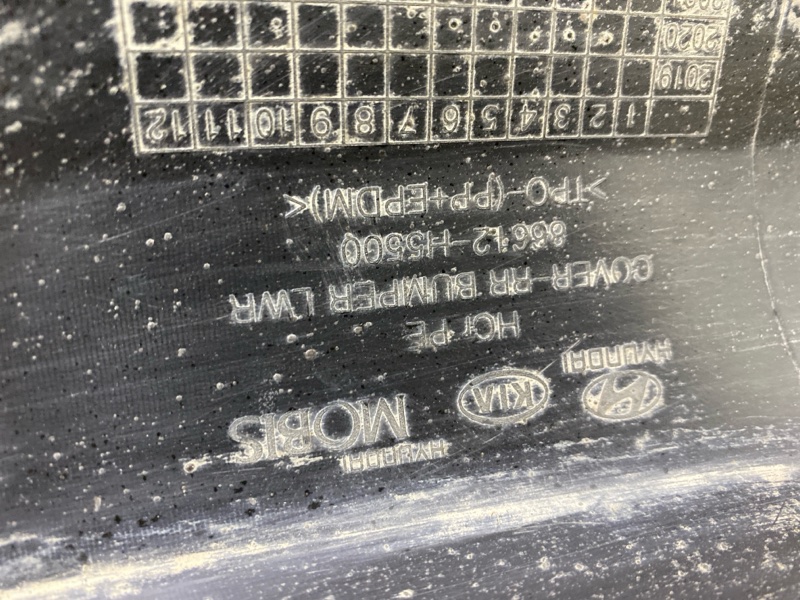 HYUNDAI KIA HYUNDAI MOBIS
HCr PE
COVER-RR BUMPER LWR
86612-H5500
>TPO-(PP+EPDM)<
1 2 3 4 5 6 7 8 9 10 11 12
2019
2020